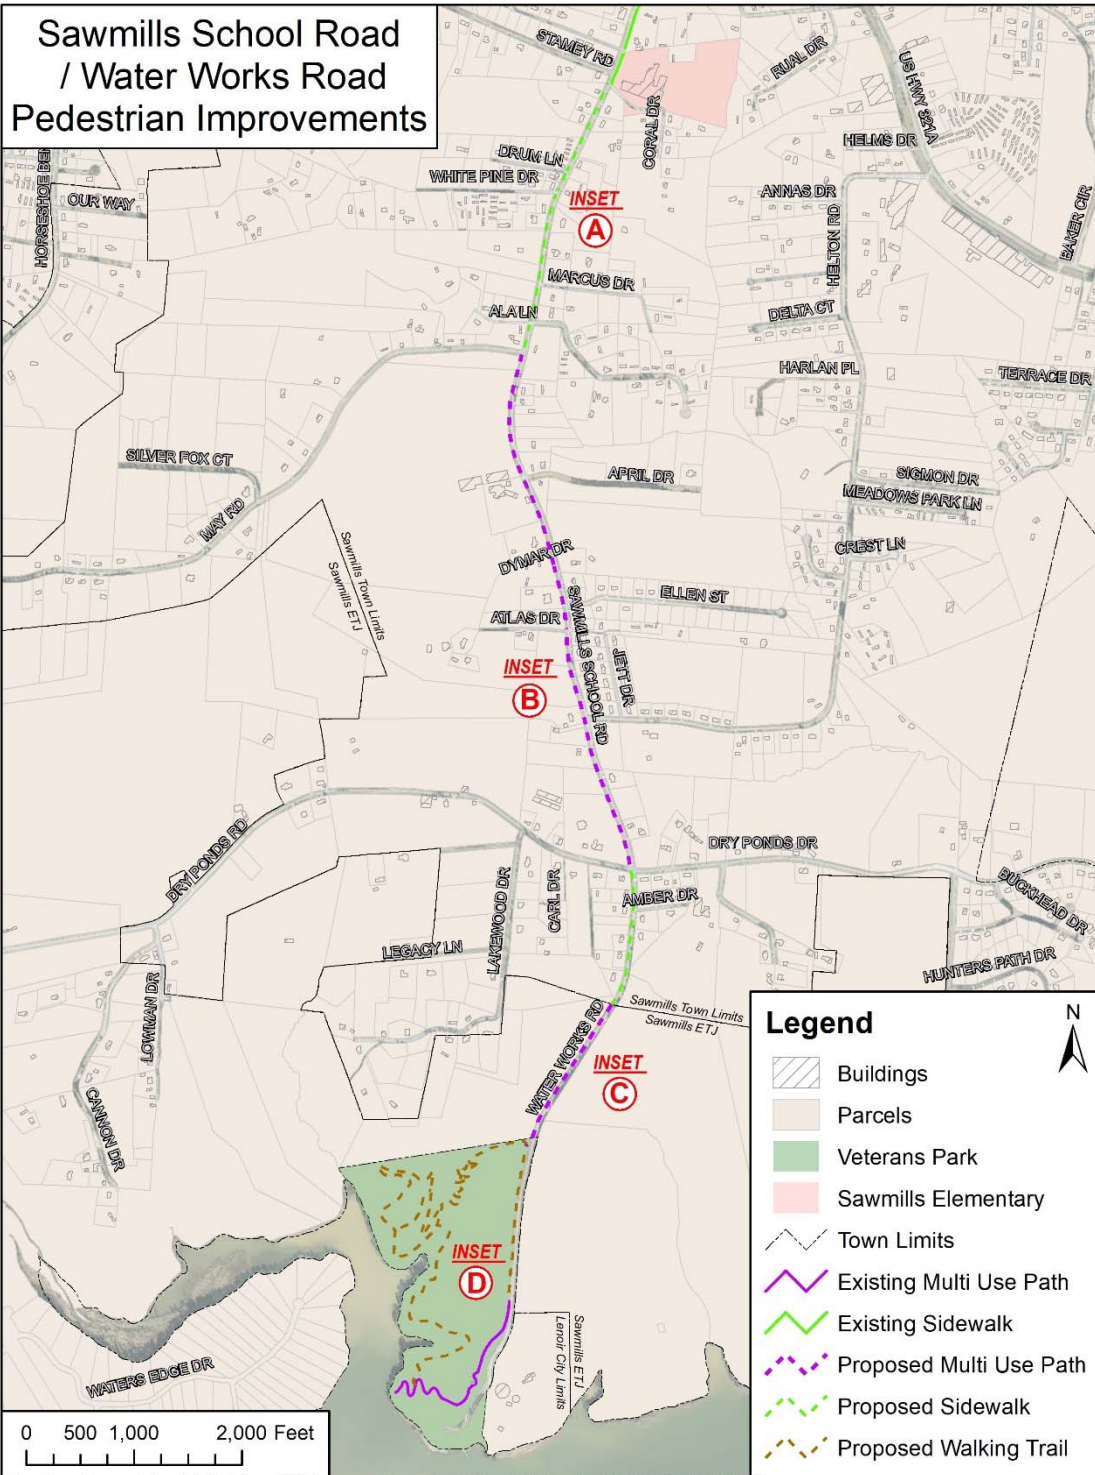 Sawmills School Road
/ Water Works Road
Pedestrian Improvements
STAMEY RD
RUAL DR
US HWY 321A
CORAL DR
HELMS DR
DRUM LN
WHITE PINE DR
ANNAS DR
OUR WAY
INSET
A
HELTON RD
BAKER CIR
MARCUS DR
ALA LN
DELTA CT
HARLAN PL
TERRACE DR
SILVER FOX CT
APRIL DR
SIGMON DR
MEADOWS PARK LN
MAY RD
Sawmills Town Limits
Sawmills ETJ
DYMAR DR
CREST LN
ELLEN ST
ATLAS DR
SAWMILLS SCHOOL RD
JETT DR
INSET
B
DRY PONDS RD
DRY PONDS DR
BUCKHEAD DR
LAKEWOOD DR
CARL DR
AMBER DR
LEGACY LN
HUNTERS PATH DR
LOWMAN DR
Sawmills Town Limits
Sawmills ETJ
WATER WORKS RD
INSET
C
CANNON DR
INSET
D
Sawmills ETJ
Lenoir City Limits
WATERS EDGE DR
0 500 1,000 2,000 Feet
Legend
N
Buildings
Parcels
Veterans Park
Sawmills Elementary
Town Limits
Existing Multi Use Path
Existing Sidewalk
Proposed Multi Use Path
Proposed Sidewalk
Proposed Walking Trail